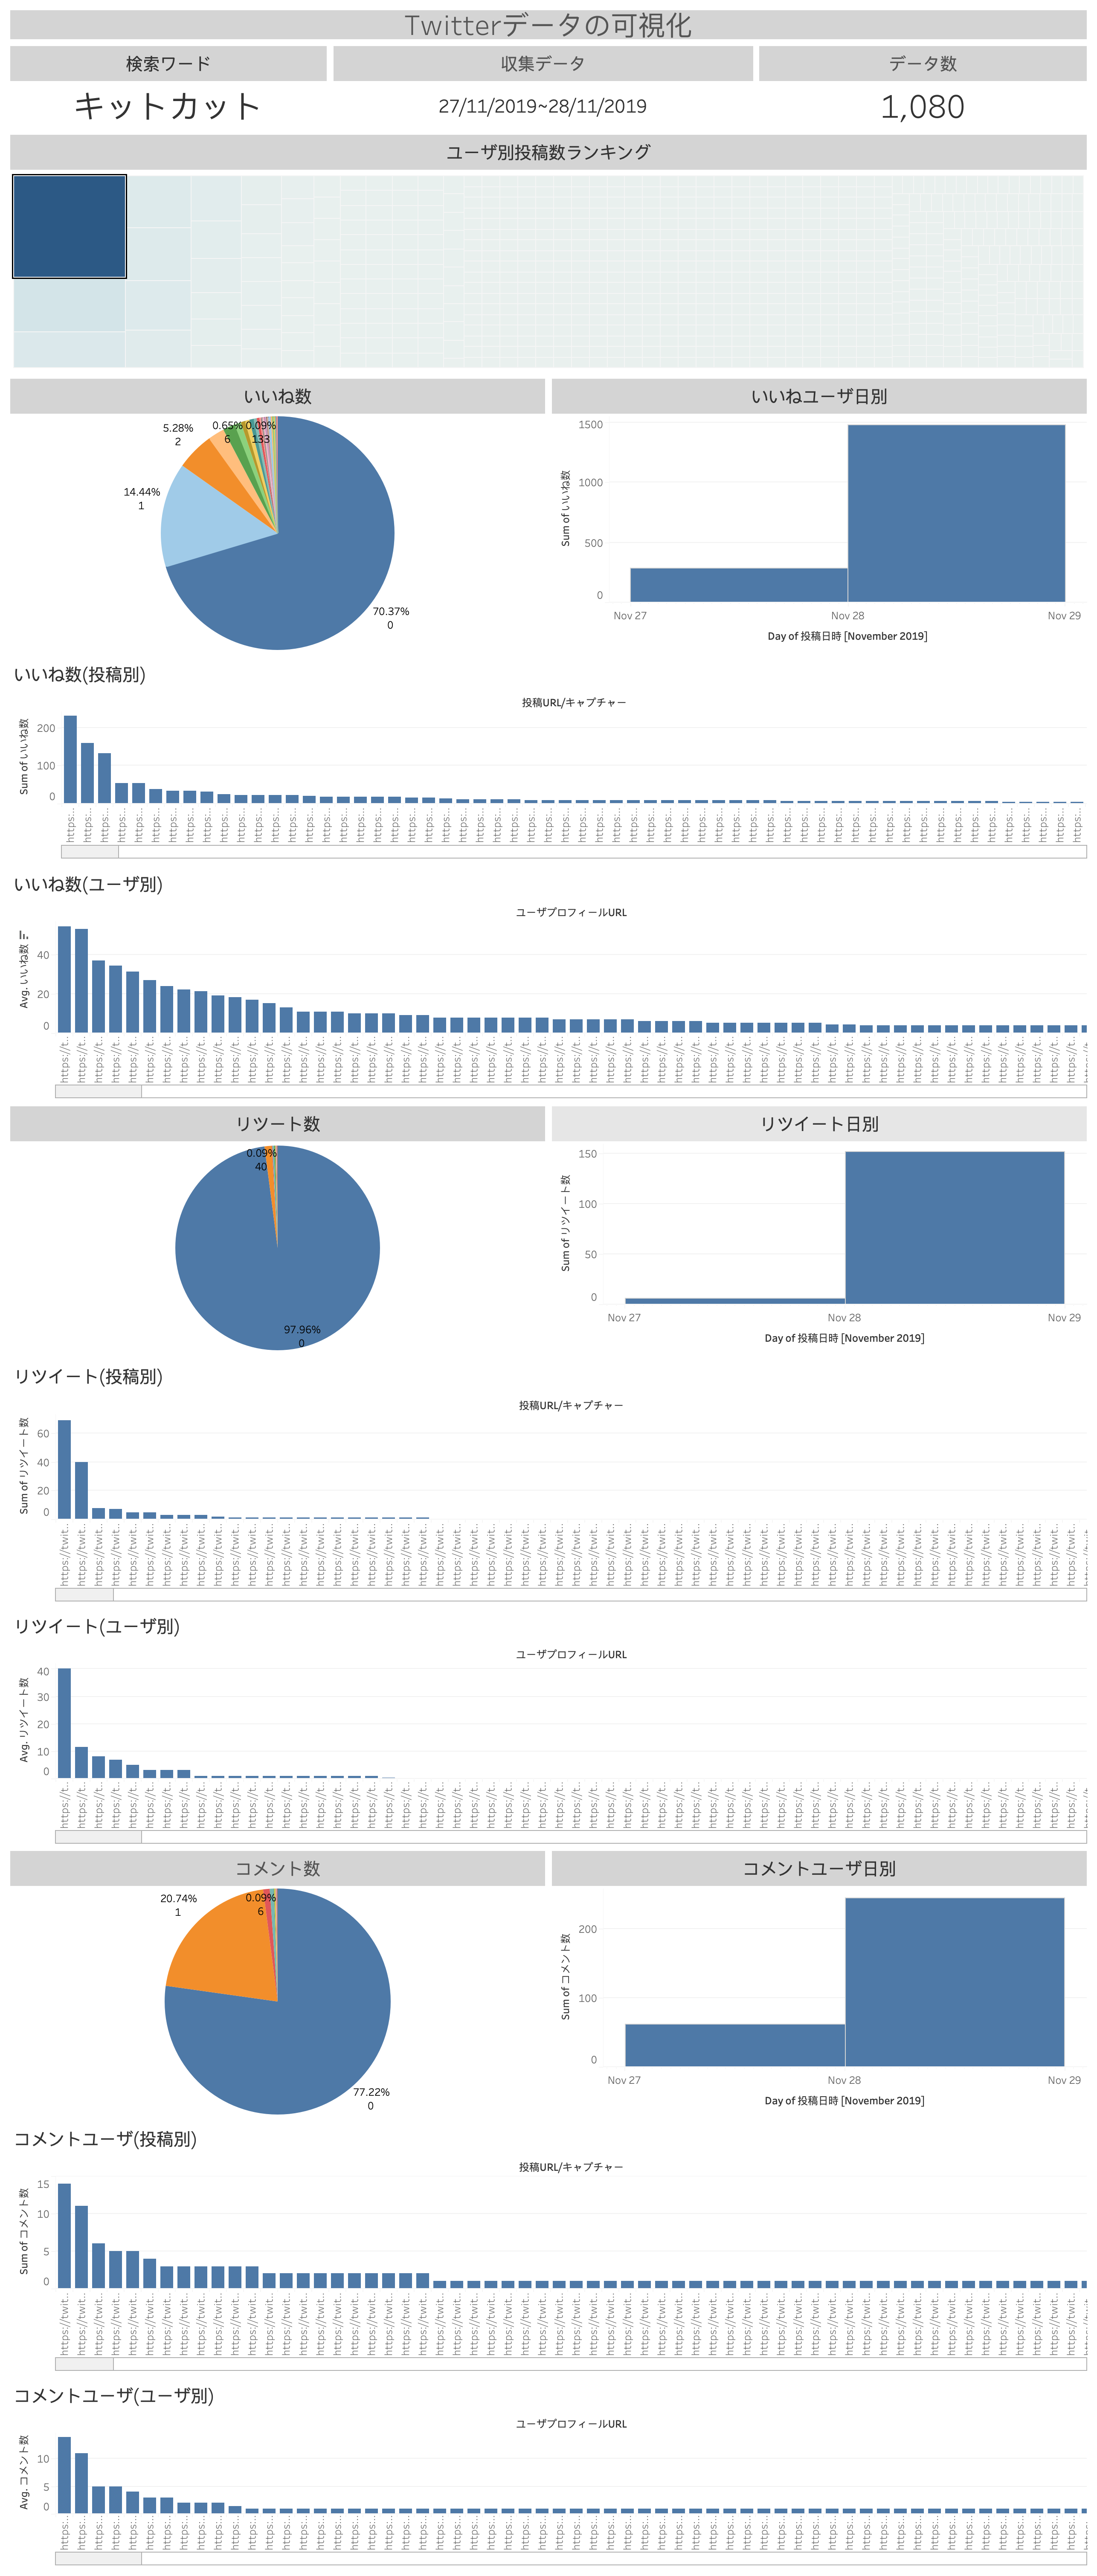 Twitterデータの可視化
検索ワード
収集データ
データ数
キットカット
27/11/2019~28/11/2019
1,080
ユーザ別投稿数ランキング
いいね数
いいねユーザ日別
5.28%
2
0.65%
6
0.09%
133
14.44%
1
70.37%
0
Sum of いいね数
1500
1000
500
0
Nov 27
Nov 28
Nov 29
Day of 投稿日時 [November 2019]
いいね数(投稿別)
投稿URL/キャプチャー
Sum of いいね数
200
100
0
https:..
いいね数(ユーザ別)
ユーザプロフィールURL
Avg. いいね数
40
20
0
https://t..
リツート数
リツイート日別
0.09%
40
97.96%
0
Sum of リツイート数
150
100
50
0
Nov 27
Nov 28
Nov 29
Day of 投稿日時 [November 2019]
リツイート(投稿別)
投稿URL/キャプチャー
Sum of リツイート数
60
40
20
0
https://twit..
リツイート(ユーザ別)
ユーザプロフィールURL
Avg. リツイート数
40
30
20
10
0
https://t..
コメント数
コメントユーザ日別
20.74%
1
0.09%
6
77.22%
0
Sum of コメント数
200
100
0
Nov 27
Nov 28
Nov 29
Day of 投稿日時 [November 2019]
コメントユーザ(投稿別)
投稿URL/キャプチャー
Sum of コメント数
15
10
5
0
https://twit..
コメントユーザ(ユーザ別)
ユーザプロフィールURL
Avg. コメント数
10
5
0
https:..